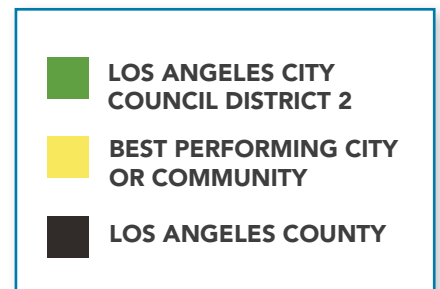 LOS ANGELES CITY
COUNCIL DISTRICT 2
BEST PERFORMING CITY
OR COMMUNITY
LOS ANGELES COUNTY